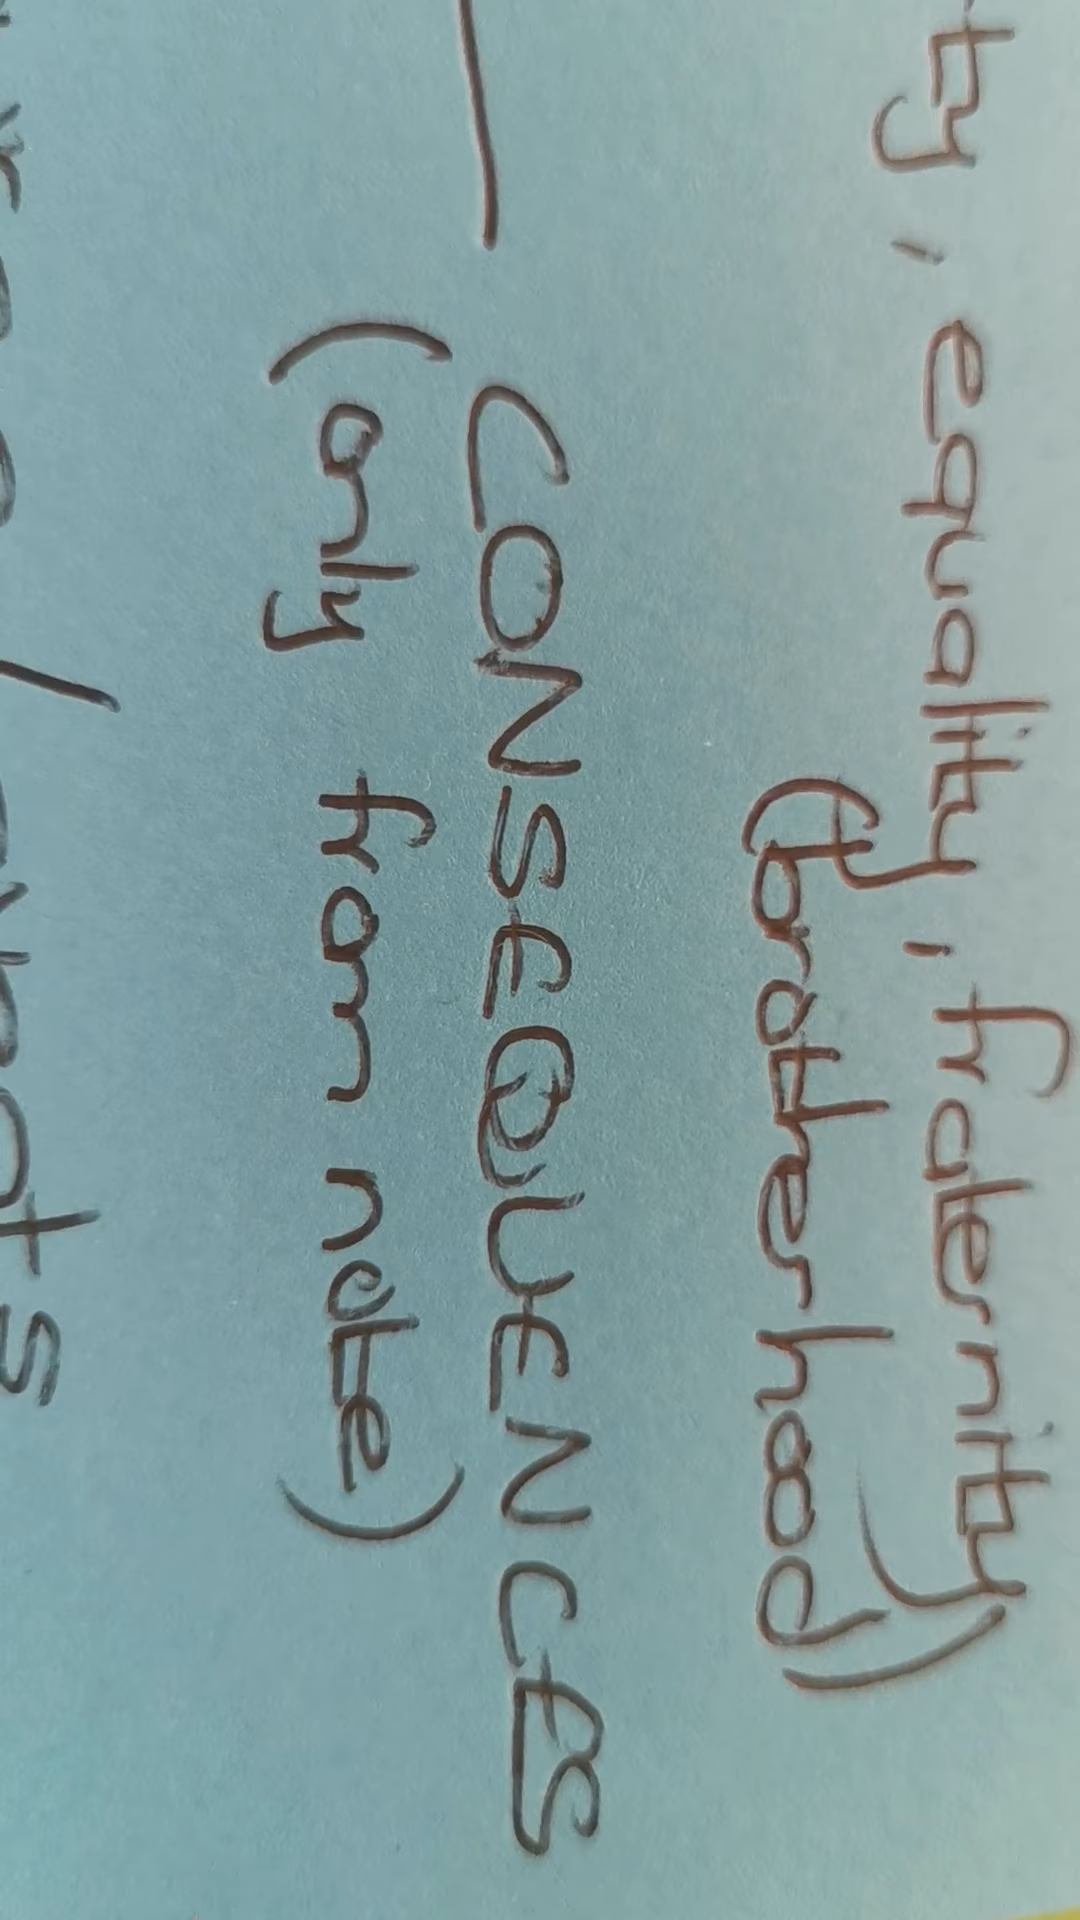 ty, equality, fraternity)
(brotherhood)
— CONSEQUENCES
(only from note)